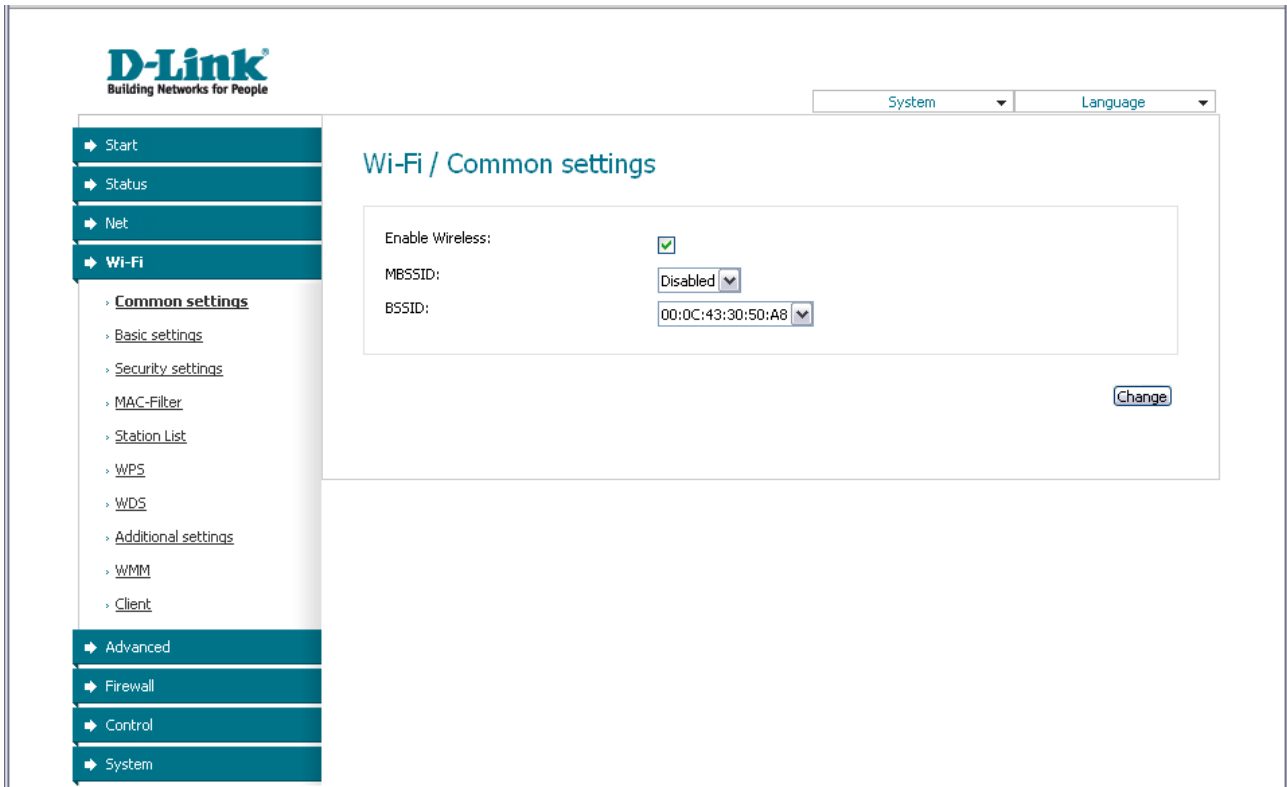 D-Link®
Building Networks for People
System
Language
Start
Status
Net
Wi-Fi
Common settings
Basic settings
Security settings
MAC-Filter
Station List
WPS
WDS
Additional settings
WMM
Client
Advanced
Firewall
Control
System
Wi-Fi / Common settings
Enable Wireless:
MBSSID: Disabled
BSSID: 00:0C:43:30:50:A8
Change